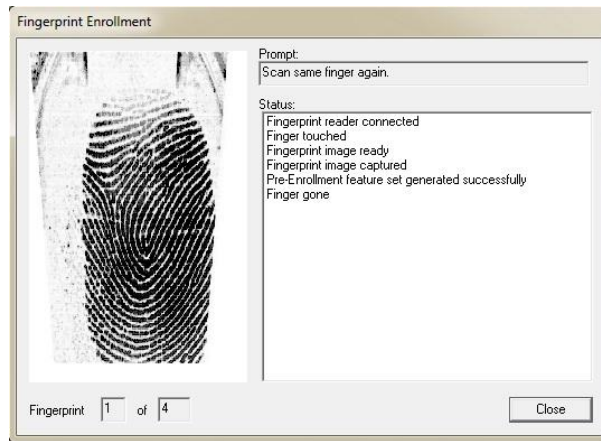 Fingerprint Enrollment
Prompt:
Scan same finger again.
Status:
Fingerprint reader connected
Finger touched
Fingerprint image ready
Fingerprint image captured
Pre-Enrollment feature set generated successfully
Finger gone
Fingerprint 1 of 4
Close